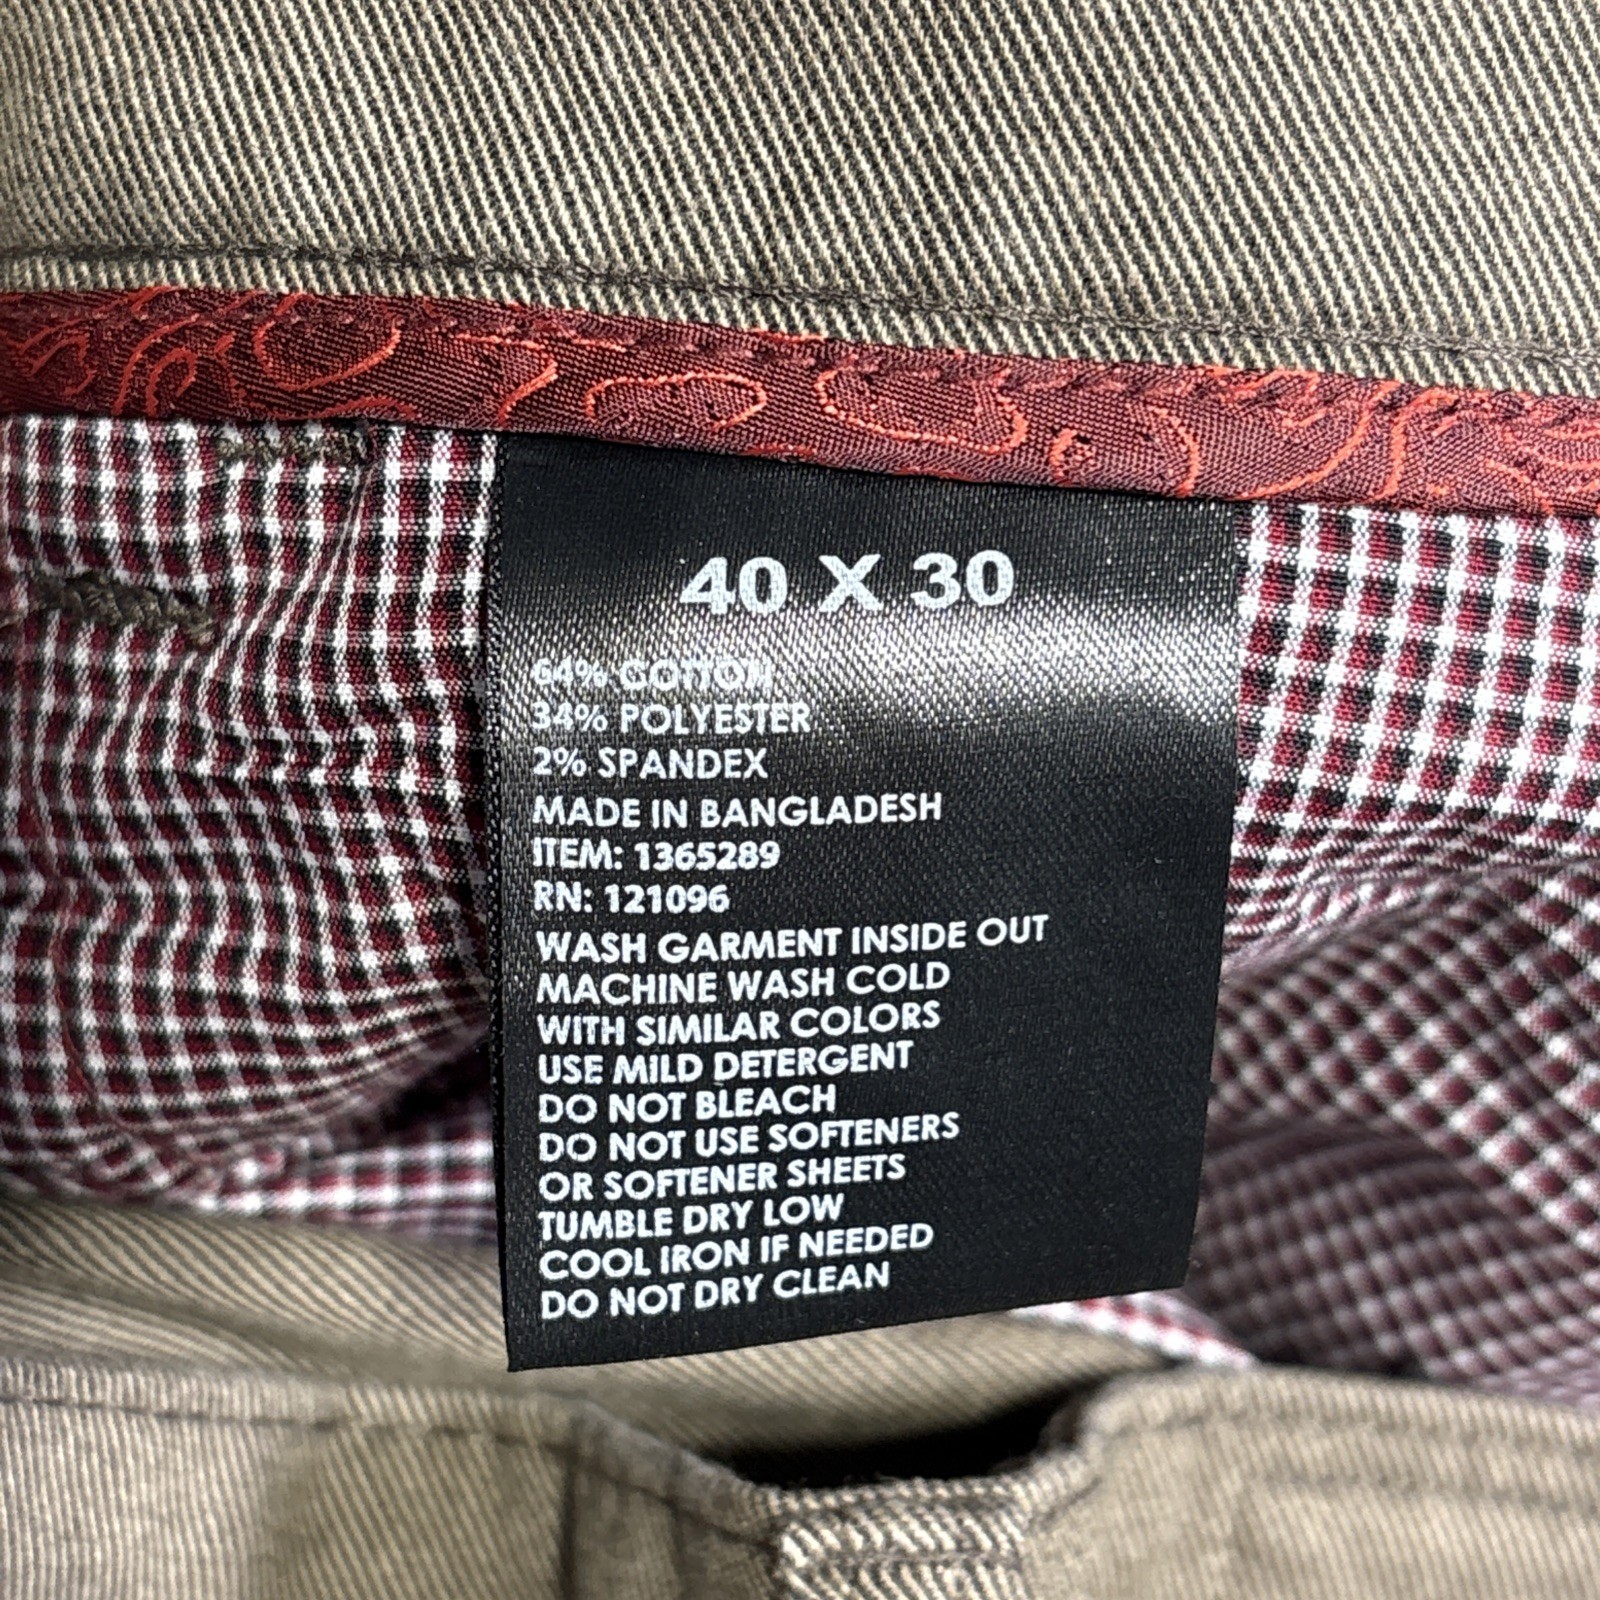 40 X 30
64% COTTON
34% POLYESTER
2% SPANDEX
MADE IN BANGLADESH
ITEM: 1365289
RN: 121096
WASH GARMENT INSIDE OUT
MACHINE WASH COLD
WITH SIMILAR COLORS
USE MILD DETERGENT
DO NOT BLEACH
DO NOT USE SOFTENERS
OR SOFTENER SHEETS
TUMBLE DRY LOW
COOL IRON IF NEEDED
DO NOT DRY CLEAN